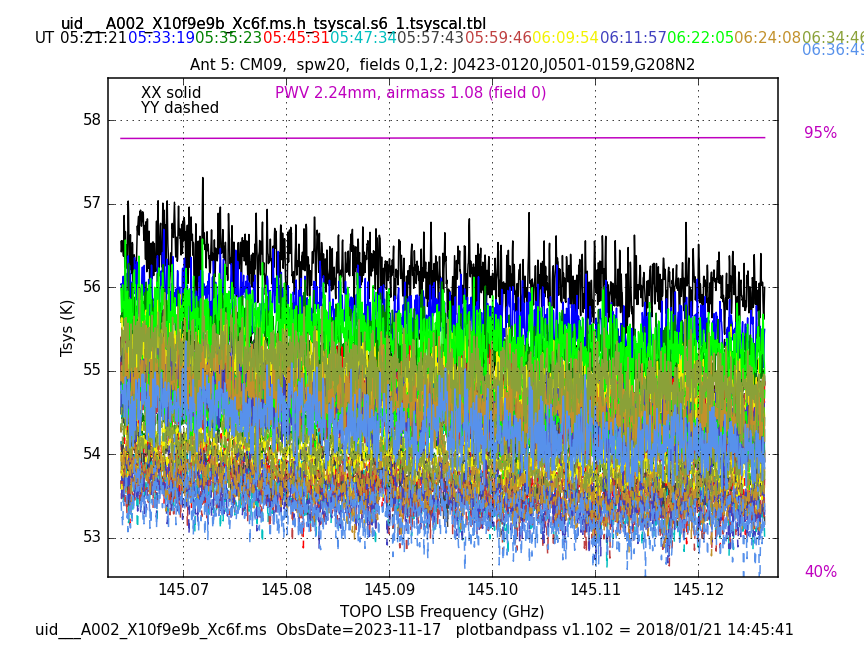 uid___A002_X10f9e9b_Xc6f.ms.h_tsyscal.s6_1.tsyscal.tbl
UT 05:21:21 05:33:19 05:35:23 05:45:31 05:47:34 05:57:43 05:59:46 06:09:54 06:11:57 06:22:05 06:24:08 06:34:46
06:36:49
Ant 5: CM09, spw20, fields 0,1,2: J0423-0120,J0501-0159,G208N2
XX solid
PWV 2.24mm, airmass 1.08 (field 0)
YY dashed
58
95%
57
56
55
54
53
Tsys (K)
40%
145.07 145.08 145.09 145.10 145.11 145.12
TOPO LSB Frequency (GHz)
uid___A002_X10f9e9b_Xc6f.ms ObsDate=2023-11-17 plotbandpass v1.102 = 2018/01/21 14:45:41